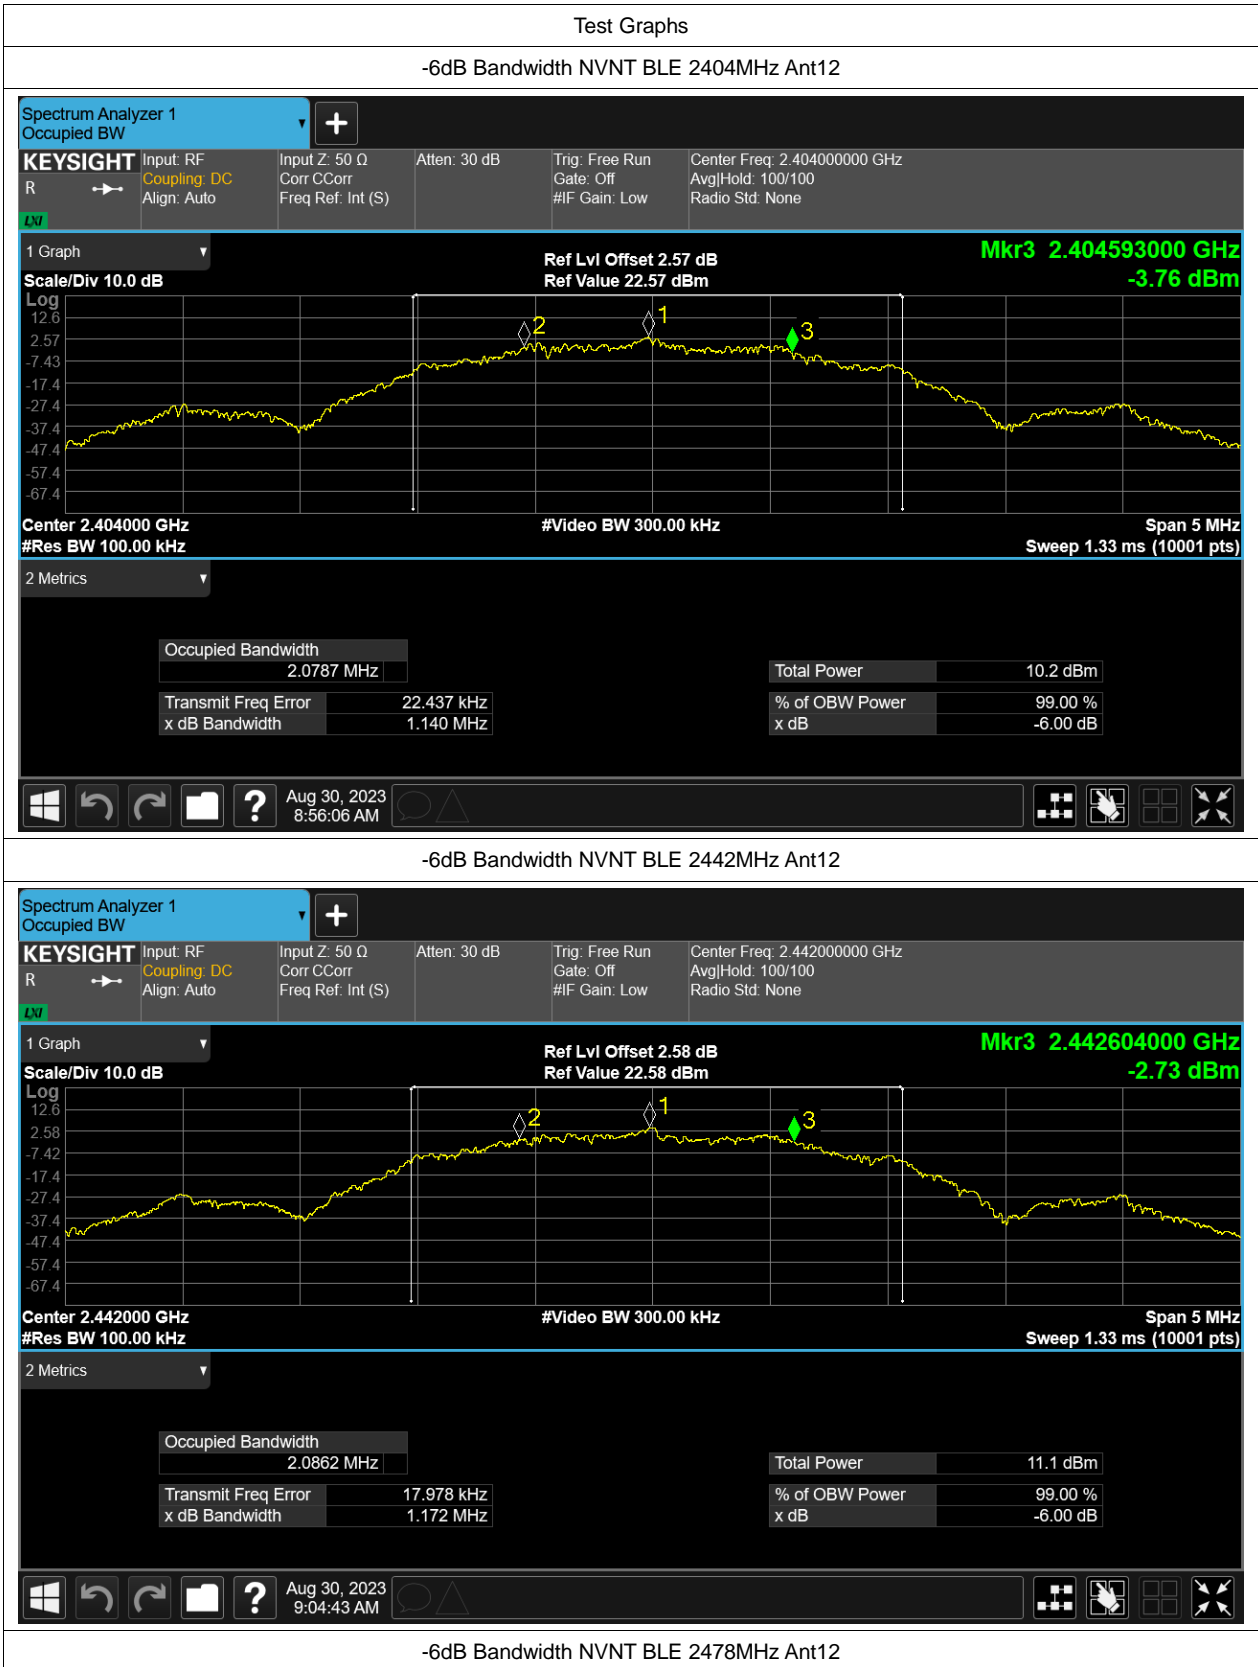 Test Graphs
-6dB Bandwidth NVNT BLE 2404MHz Ant12
Spectrum Analyzer 1
Occupied BW
KEYSIGHT
R
LXI
Input: RF
Coupling: DC
Align: Auto
Input Z: 50 Ω
Corr CCorr
Freq Ref: Int (S)
Atten: 30 dB
Trig: Free Run
Gate: Off
#IF Gain: Low
Center Freq: 2.404000000 GHz
Avg|Hold: 100/100
Radio Std: None
1 Graph
Scale/Div 10.0 dB
Ref Lvl Offset 2.57 dB
Ref Value 22.57 dBm
Mkr3 2.404593000 GHz
-3.76 dBm
Log
12.6
2.57
-7.43
-17.4
-27.4
-37.4
-47.4
-57.4
-67.4
2
1
3
Center 2.404000 GHz
#Res BW 100.00 kHz
#Video BW 300.00 kHz
Span 5 MHz
Sweep 1.33 ms (10001 pts)
2 Metrics
Occupied Bandwidth
2.0787 MHz
Transmit Freq Error 22.437 kHz
x dB Bandwidth 1.140 MHz
Total Power 10.2 dBm
% of OBW Power 99.00 %
x dB -6.00 dB
?
Aug 30, 2023
8:56:06 AM
-6dB Bandwidth NVNT BLE 2442MHz Ant12
Spectrum Analyzer 1
Occupied BW
KEYSIGHT
R
LXI
Input: RF
Coupling: DC
Align: Auto
Input Z: 50 Ω
Corr CCorr
Freq Ref: Int (S)
Atten: 30 dB
Trig: Free Run
Gate: Off
#IF Gain: Low
Center Freq: 2.442000000 GHz
Avg|Hold: 100/100
Radio Std: None
1 Graph
Scale/Div 10.0 dB
Ref Lvl Offset 2.58 dB
Ref Value 22.58 dBm
Mkr3 2.442604000 GHz
-2.73 dBm
Log
12.6
2.58
-7.42
-17.4
-27.4
-37.4
-47.4
-57.4
-67.4
2
1
3
Center 2.442000 GHz
#Res BW 100.00 kHz
#Video BW 300.00 kHz
Span 5 MHz
Sweep 1.33 ms (10001 pts)
2 Metrics
Occupied Bandwidth
2.0862 MHz
Transmit Freq Error 17.978 kHz
x dB Bandwidth 1.172 MHz
Total Power 11.1 dBm
% of OBW Power 99.00 %
x dB -6.00 dB
?
Aug 30, 2023
9:04:43 AM
-6dB Bandwidth NVNT BLE 2478MHz Ant12